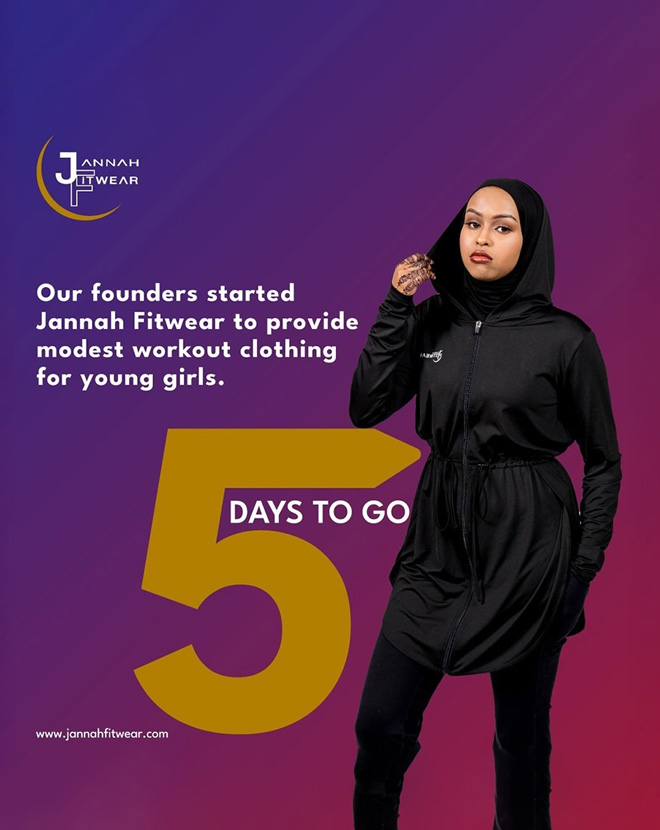 JANNAH
FITWEAR
Our founders started
Jannah Fitwear to provide
modest workout clothing
for young girls.
5
DAYS TO GO
www.jannahfitwear.com